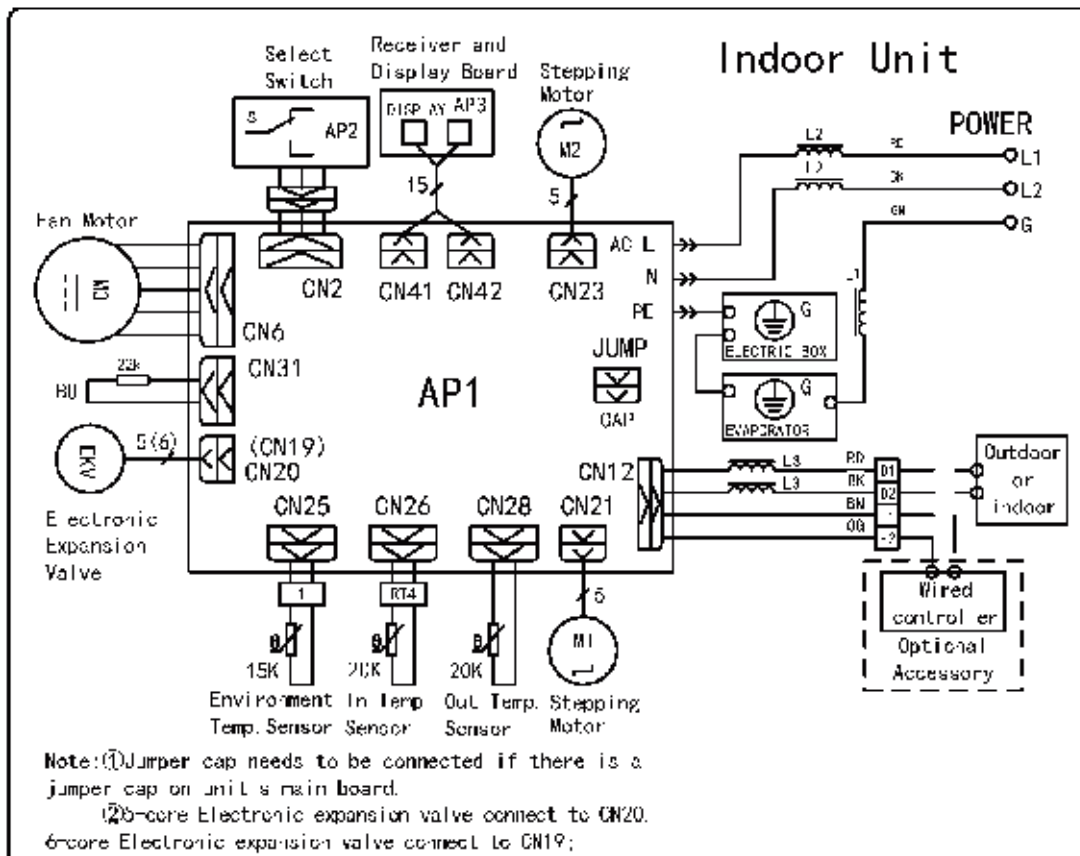 Indoor Unit
Select
Switch
Receiver and
Display Board
Stepping
Motor
POWER
S
AP2
AP3
M2
L2
L1
L2
G
15
5
Fan Motor
AC L
N
CN2
CN41
CN42
CN23
CN6
G
ELECTRIC BOX
JUMP
CAP
22k
CN31
BU
AP1
G
EVAPORATOR
5(6)
(CN19)
CN20
CN12
L3
L3
D1
D2
BN
OG
Outdoor
or
indoor
CN25
CN26
CN28
CN21
Expansion
Valve
1
RT4
M1
15K
20K
20K
Wired
controller
Optional
Accessory
Environment
Temp. Sensor
In Temp
Sensor
Out Temp.
Sensor
Stepping
Motor
Note:①Jumper cap needs to be connected if there is a
jumper cap on unit s main board.
②5-core Electronic expansion valve connect to CN20.
6-core Electronic expansion valve connect to CN19;